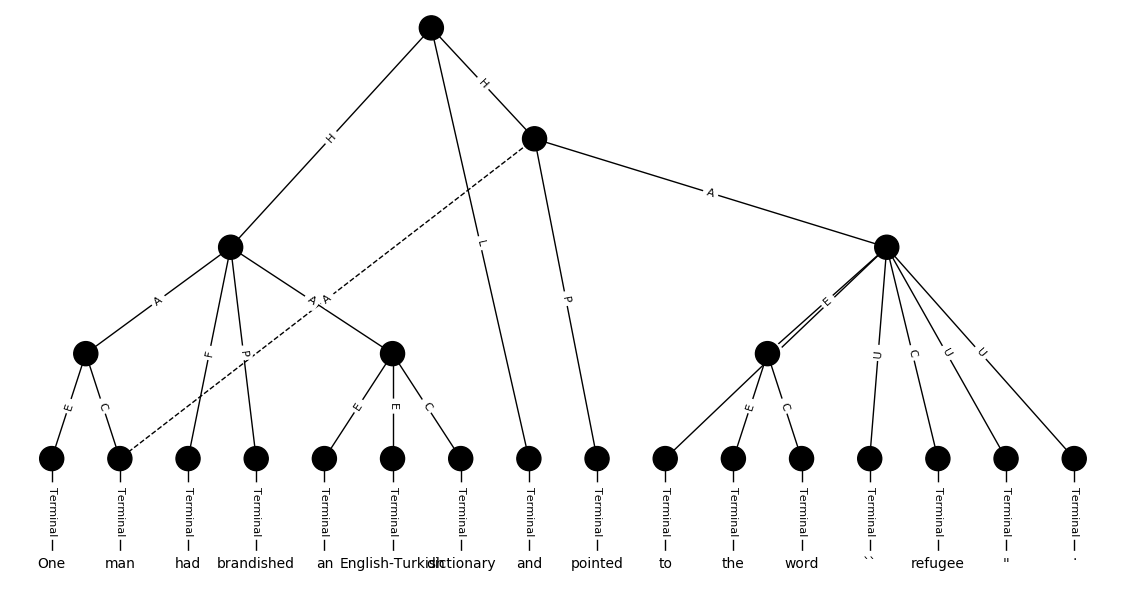 H
H
A
L
A
A
A
P
E
F
P
U
C
U
U
E
C
E
E
C
E
C
Terminal Terminal Terminal Terminal Terminal Terminal Terminal Terminal Terminal Terminal Terminal Terminal Terminal Terminal Terminal Terminal
One man had brandished an English-Turkish dictionary and pointed to the word `` refugee " .